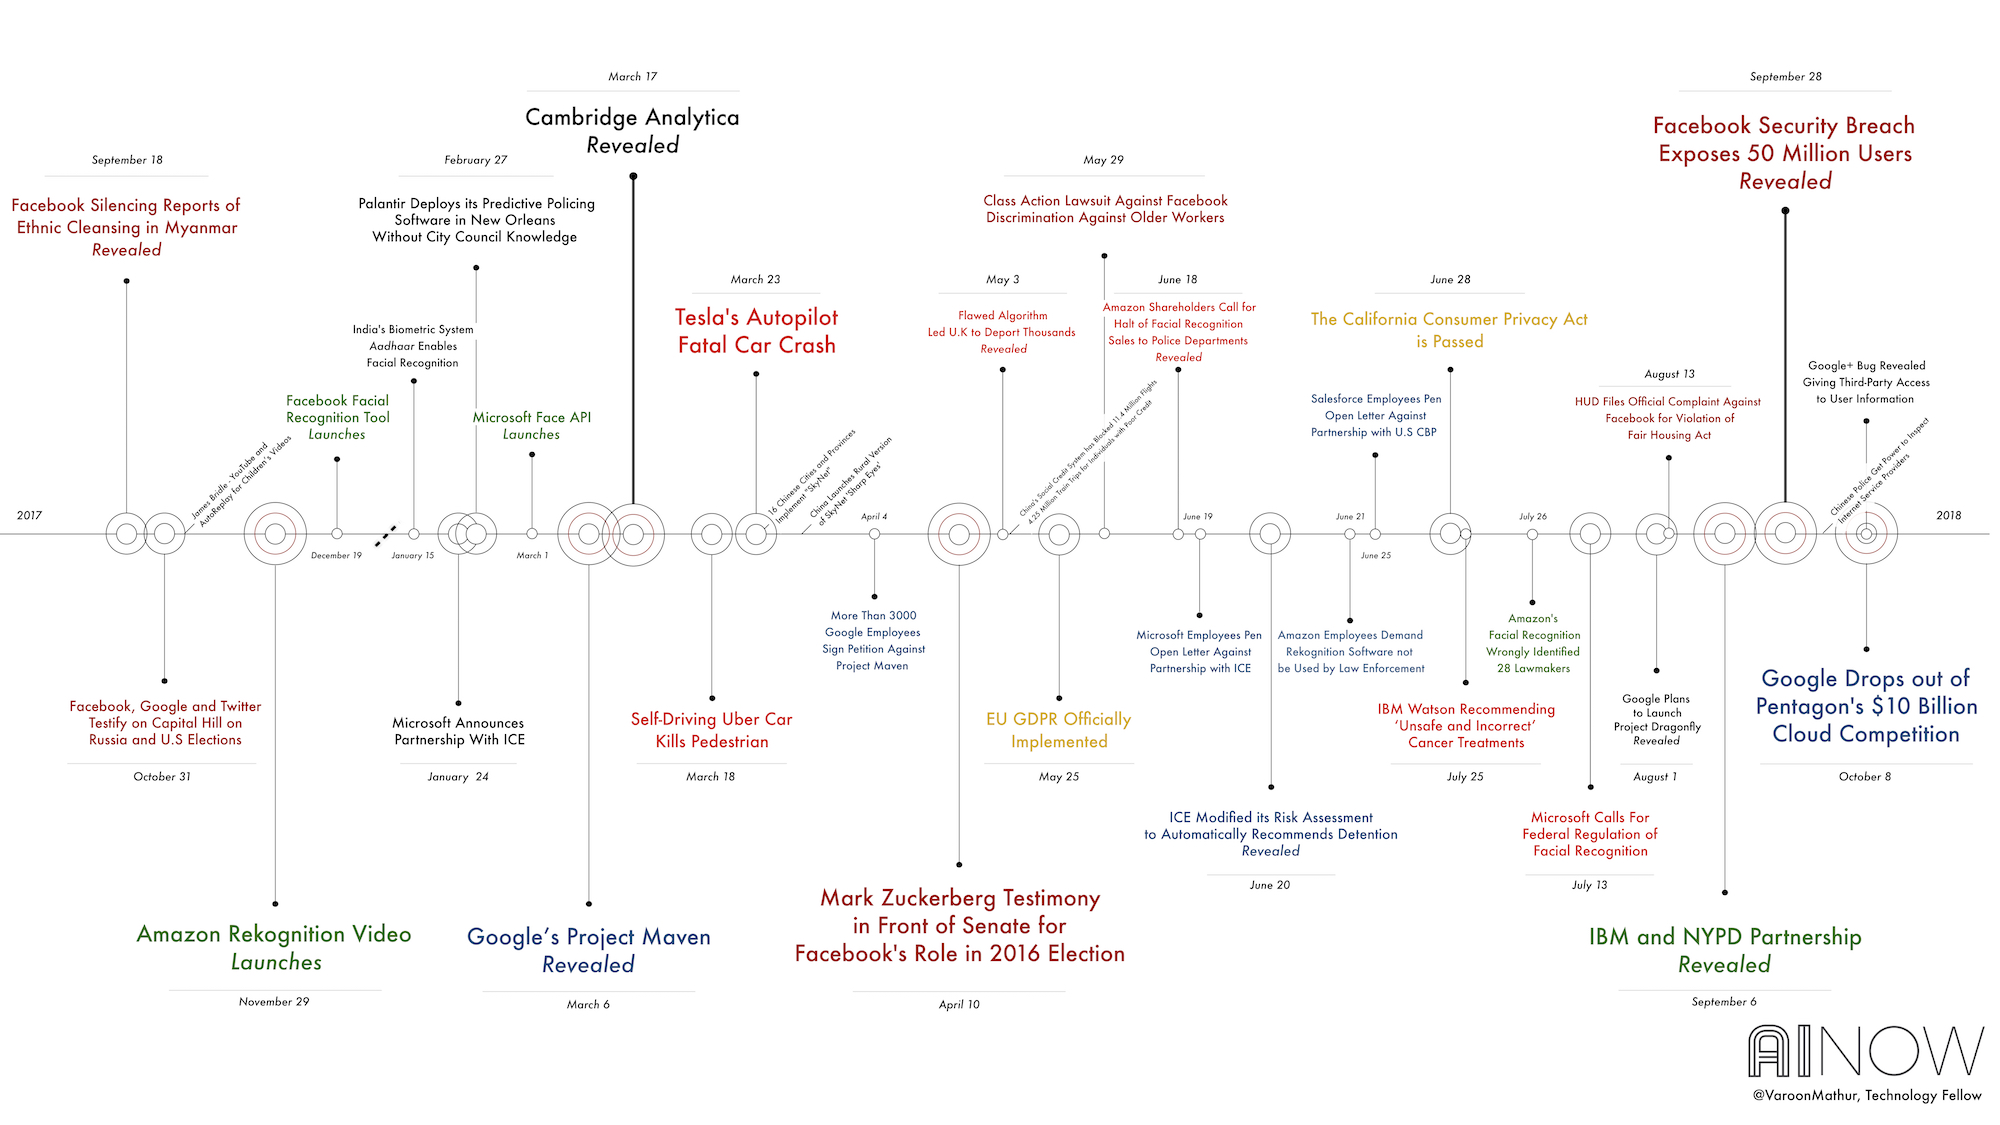 March 17
Cambridge Analytica
Revealed
September 28
Facebook Security Breach
Exposes 50 Million Users
Revealed
September 18
Facebook Silencing Reports of
Ethnic Cleansing in Myanmar
Revealed
February 27
Palantir Deploys its Predictive Policing
Software in New Orleans
Without City Council Knowledge
May 29
Class Action Lawsuit Against Facebook
Discrimination Against Older Workers
March 23
Tesla's Autopilot
Fatal Car Crash
May 3
Flawed Algorithm
Led U.K to Deport Thousands
Revealed
June 18
Amazon Shareholders Call for
Halt of Facial Recognition
Sales to Police Departments
Revealed
June 28
The California Consumer Privacy Act
is Passed
India's Biometric System
Aadhaar Enables
Facial Recognition
Facebook Facial
Recognition Tool
Launches
Microsoft Face API
Launches
Salesforce Employees Pen
Open Letter Against
Partnership with U.S CBP
August 13
HUD Files Official Complaint Against
Facebook for Violation of
Fair Housing Act
Google+ Bug Revealed
Giving Third-Party Access
to User Information
James Bridle - YouTube and
AutoReplay for Children's Videos
16 Chinese Cities and Provinces
Implement "SkyNet"
China Launches Rural Version
of SkyNet 'Sharp Eyes'
China's Social Credit System has Blocked 11.4 Million Flights
4.25 Million Train Trips for Individuals with Poor Credit
Chinese Police Get Power to Inspect
Internet Service Providers
2017
April 4
June 19
June 21
July 26
2018
December 19
January 15
March 1
June 25
More Than 3000
Google Employees
Sign Petition Against
Project Maven
Microsoft Employees Pen
Open Letter Against
Partnership with ICE
Amazon Employees Demand
Rekognition Software not
be Used by Law Enforcement
Amazon's
Facial Recognition
Wrongly Identified
28 Lawmakers
Facebook, Google and Twitter
Testify on Capital Hill on
Russia and U.S Elections
October 31
Microsoft Announces
Partnership With ICE
January 24
Self-Driving Uber Car
Kills Pedestrian
March 18
EU GDPR Officially
Implemented
May 25
IBM Watson Recommending
‘Unsafe and Incorrect’
Cancer Treatments
July 25
Google Plans
to Launch
Project Dragonfly
Revealed
August 1
Google Drops out of
Pentagon's $10 Billion
Cloud Competition
October 8
ICE Modified its Risk Assessment
to Automatically Recommends Detention
Revealed
June 20
Microsoft Calls For
Federal Regulation of
Facial Recognition
July 13
Amazon Rekognition Video
Launches
November 29
Google’s Project Maven
Revealed
March 6
Mark Zuckerberg Testimony
in Front of Senate for
Facebook's Role in 2016 Election
April 10
IBM and NYPD Partnership
Revealed
September 6
AINOW
@VaroonMathur, Technology Fellow